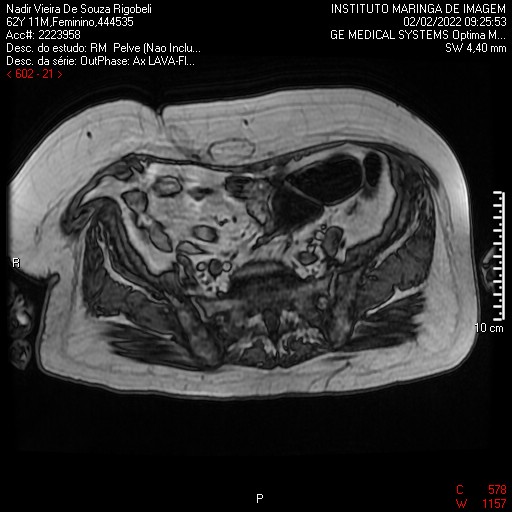 Nadir Vieira De Souza Rigobeli
62Y 11M,Feminino,444535
Acc#: 2223958
Desc. do estudo: RM Pelve (Nao Inclu...
Desc. da série: OutPhase: Ax LAVA-Fl...
< 602 - 21 >
INSTITUTO MARINGA DE IMAGEM
02/02/2022 09:25:53
GE MEDICAL SYSTEMS Optima M...
SW 4,40 mm
R
10 cm
P
C 578
W 1157